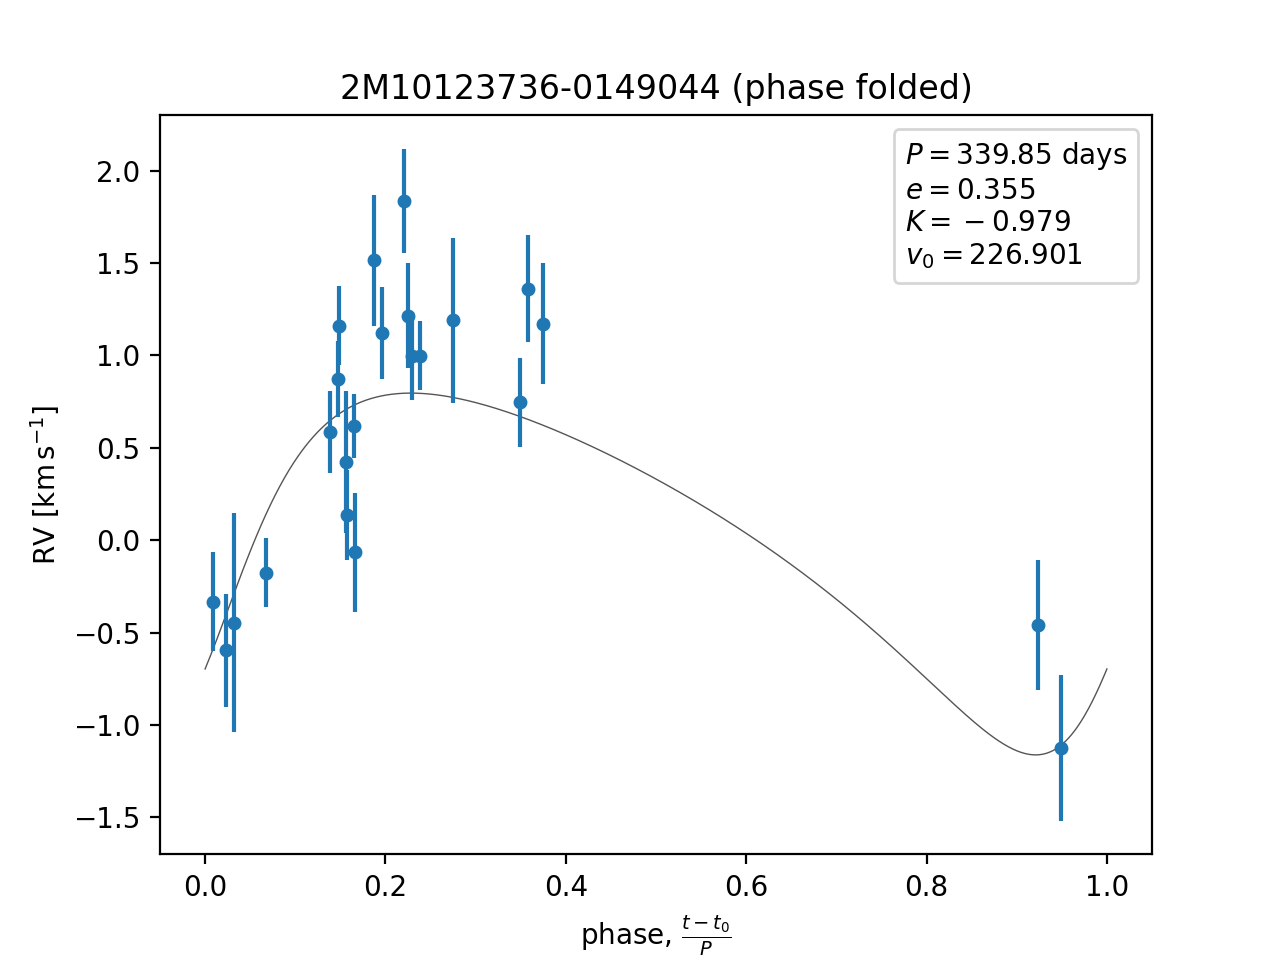 2M10123736-0149044 (phase folded)
P = 339.85 days
e = 0.355
K = −0.979
v₀ = 226.901
RV [km s⁻¹]
2.0
1.5
1.0
0.5
0.0
−0.5
−1.0
−1.5
0.0 0.2 0.4 0.6 0.8 1.0
phase, (t − t₀)/P